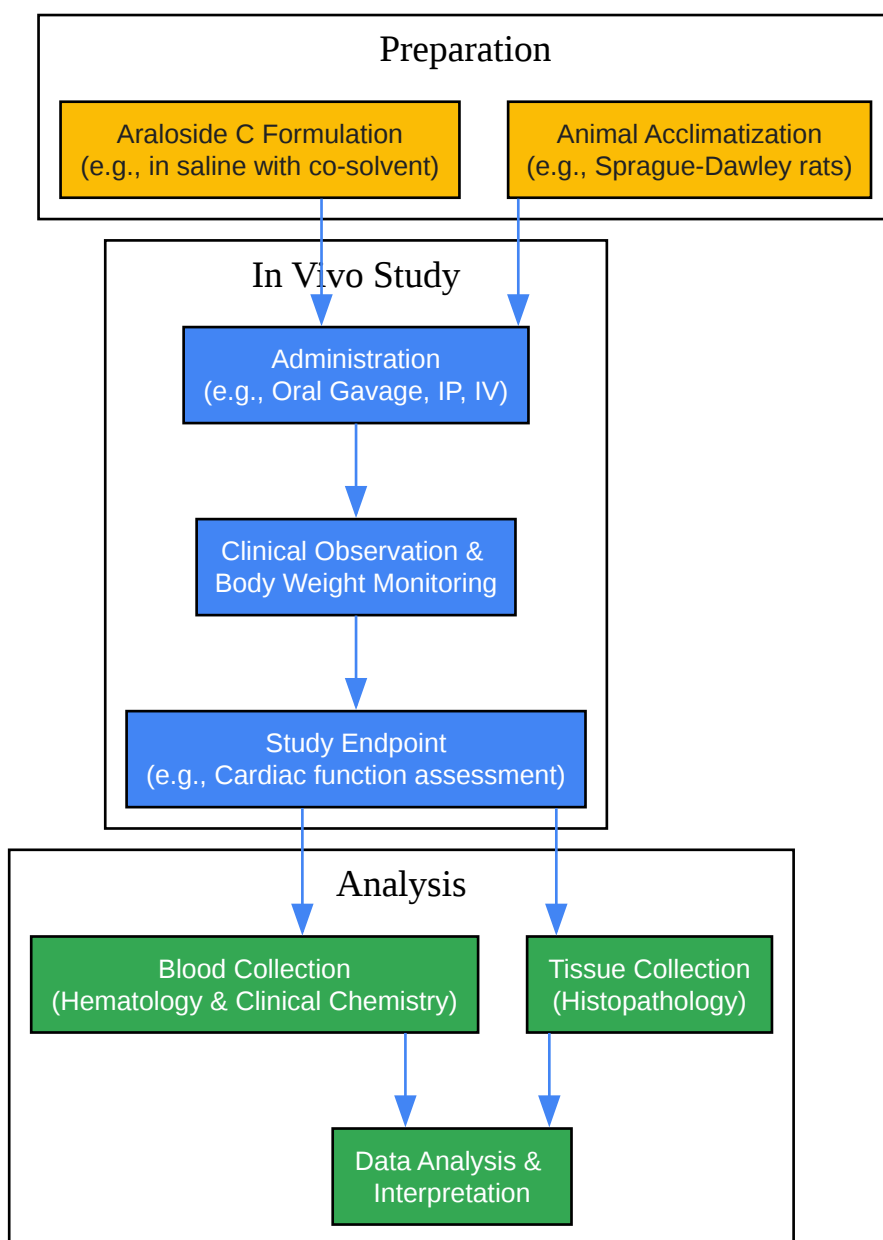 Preparation
Araloside C Formulation
(e.g., in saline with co-solvent)
Animal Acclimatization
(e.g., Sprague-Dawley rats)
In Vivo Study
Administration
(e.g., Oral Gavage, IP, IV)
Clinical Observation &
Body Weight Monitoring
Study Endpoint
(e.g., Cardiac function assessment)
Analysis
Blood Collection
(Hematology & Clinical Chemistry)
Tissue Collection
(Histopathology)
Data Analysis &
Interpretation